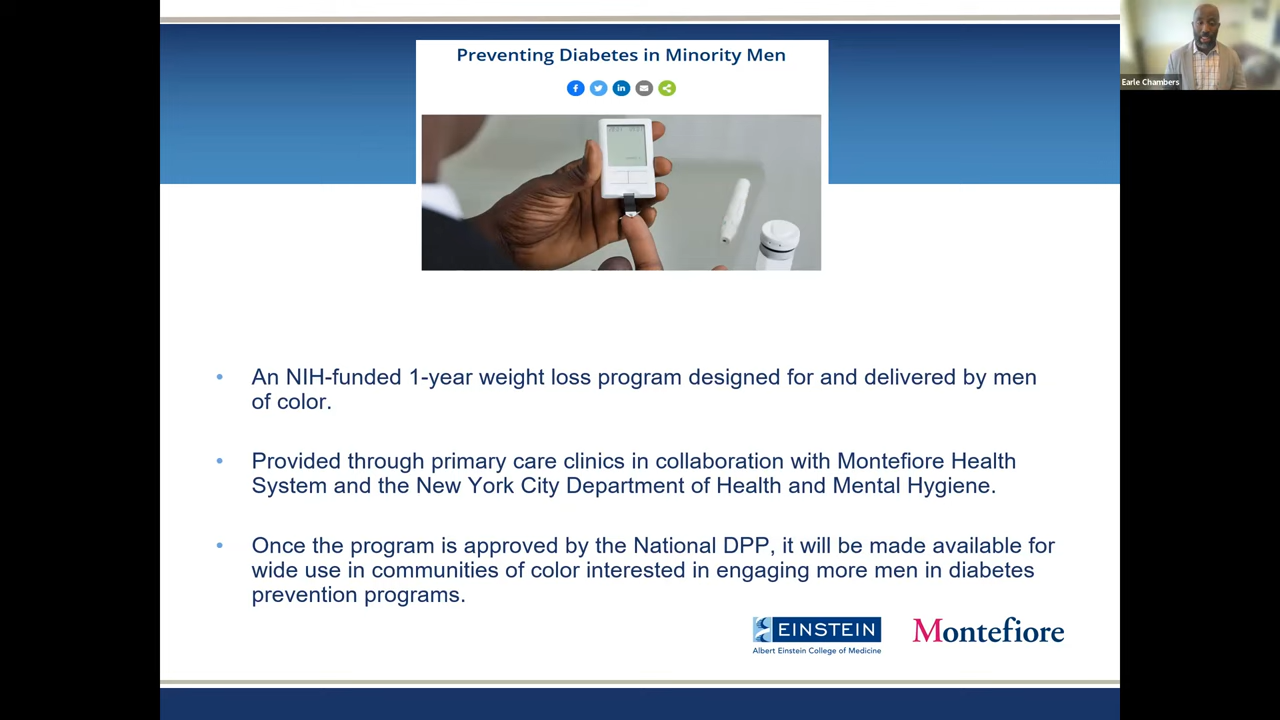 Preventing Diabetes in Minority Men
Earle Chambers
• An NIH-funded 1-year weight loss program designed for and delivered by men
of color.
• Provided through primary care clinics in collaboration with Montefiore Health
System and the New York City Department of Health and Mental Hygiene.
• Once the program is approved by the National DPP, it will be made available for
wide use in communities of color interested in engaging more men in diabetes
prevention programs.
EINSTEIN
Albert Einstein College of Medicine
Montefiore